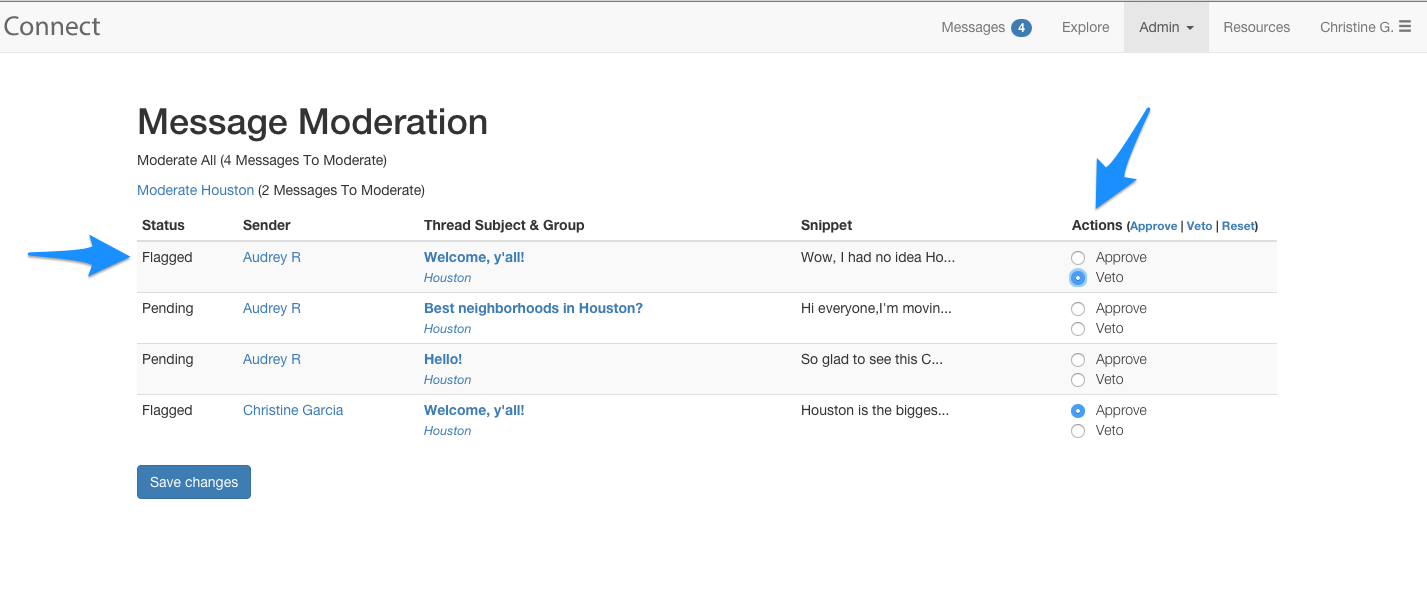 Connect Messages 4 Explore Admin Resources Christine G.
Message Moderation
Moderate All (4 Messages To Moderate)
Moderate Houston (2 Messages To Moderate)
Status Sender Thread Subject & Group Snippet Actions (Approve | Veto | Reset)
Flagged Audrey R Welcome, y'all! Wow, I had no idea Ho... Approve
Houston Veto
Pending Audrey R Best neighborhoods in Houston? Hi everyone,I'm movin... Approve
Houston Veto
Pending Audrey R Hello! So glad to see this C... Approve
Houston Veto
Flagged Christine Garcia Welcome, y'all! Houston is the bigges... Approve
Houston Veto
Save changes